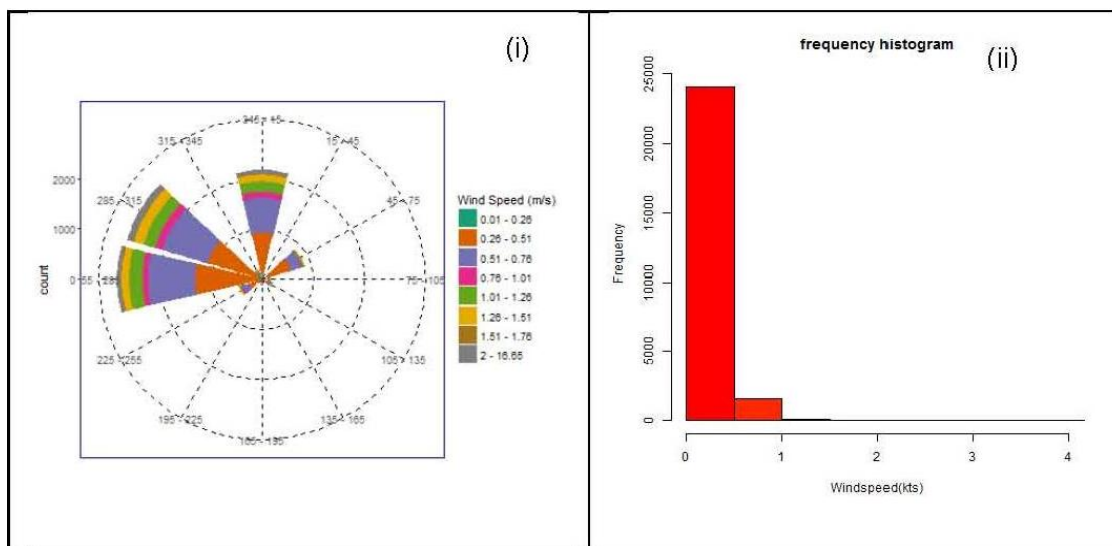 (i)
345 - 15
15 - 45
45 - 75
75 - 105
105 - 135
135 - 165
165 - 195
195 - 225
225 - 255
285 - 315
315 - 345
2000
1000
0
count
Wind Speed (m/s)
0.01 - 0.26
0.26 - 0.51
0.51 - 0.76
0.76 - 1.01
1.01 - 1.26
1.26 - 1.51
1.51 - 1.76
2 - 16.65
(ii)
frequency histogram
Frequency
25000
20000
15000
10000
5000
0
0 1 2 3 4
Windspeed(kts)